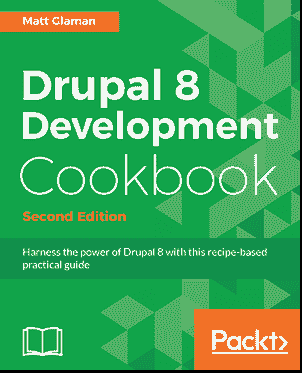 Matt Glaman
Drupal 8
Development
Cookbook
Second Edition
Harness the power of Drupal 8 with this recipe-based
practical guide
Packt>